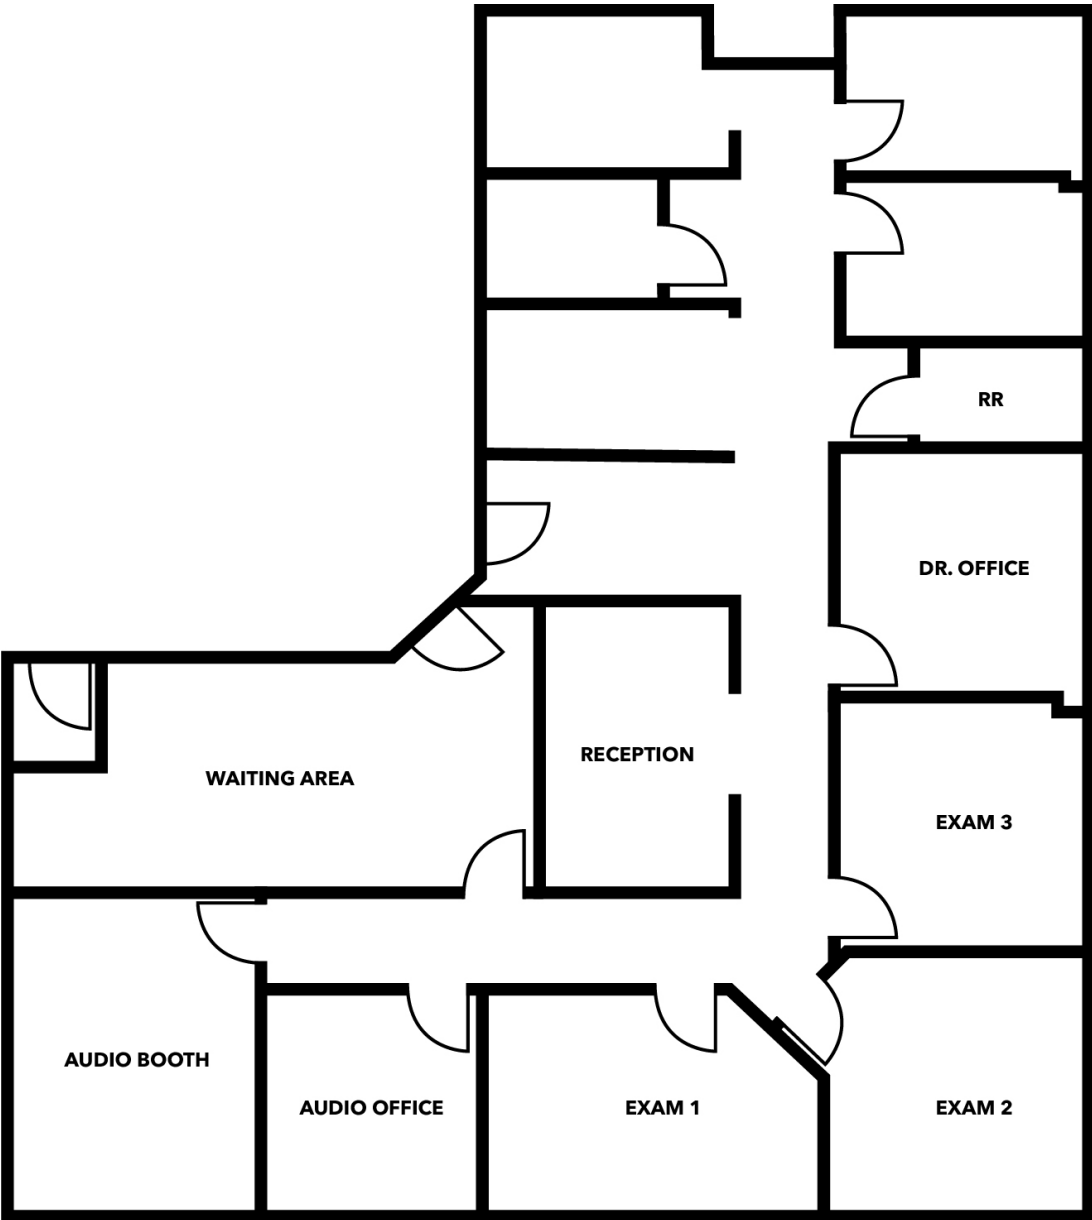 RR
DR. OFFICE
RECEPTION
WAITING AREA
EXAM 3
AUDIO BOOTH
AUDIO OFFICE
EXAM 1
EXAM 2